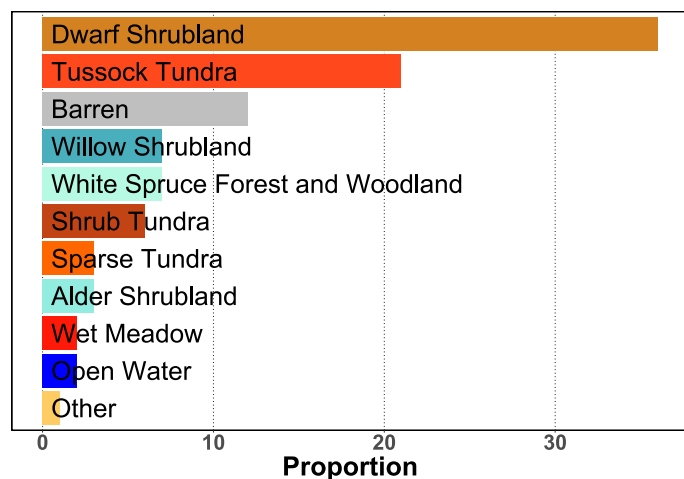 Dwarf Shrubland
Tussock Tundra
Barren
Willow Shrubland
White Spruce Forest and Woodland
Shrub Tundra
Sparse Tundra
Alder Shrubland
Wet Meadow
Open Water
Other
0 10 20 30
Proportion